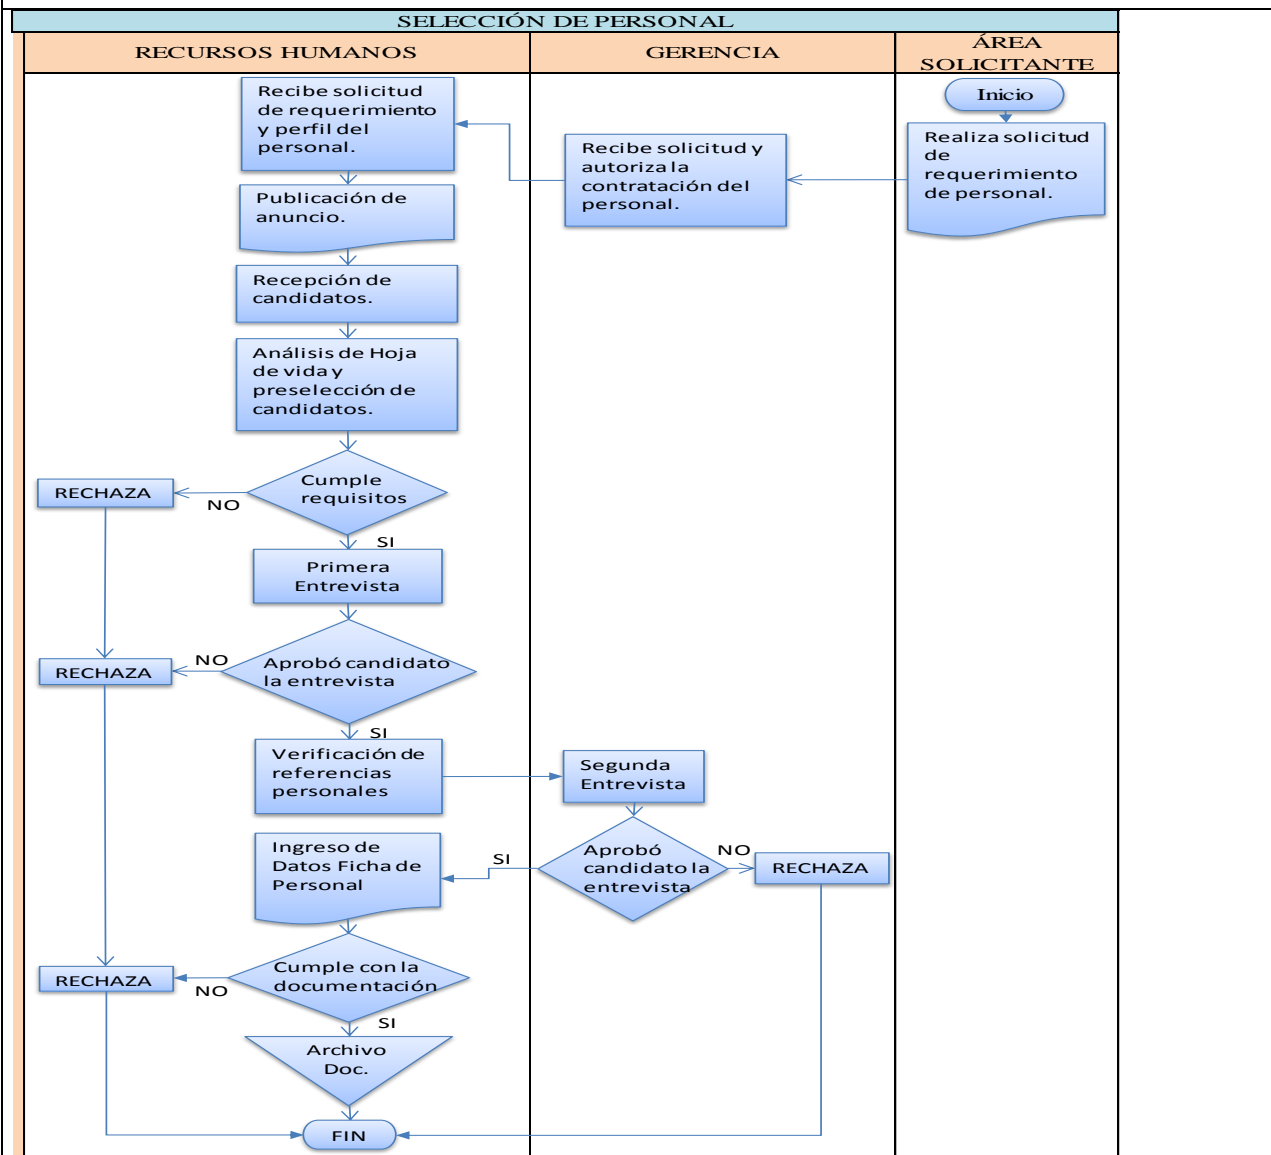 SELECCIÓN DE PERSONAL
RECURSOS HUMANOS
GERENCIA
ÁREA
SOLICITANTE
Inicio
Realiza solicitud
de
requerimiento
de personal.
Recibe solicitud y
autoriza la
contratación del
personal.
Recibe solicitud
de requerimiento
y perfil del
personal.
Publicación de
anuncio.
Recepción de
candidatos.
Análisis de Hoja
de vida y
preselección de
candidatos.
Cumple
requisitos
NO
RECHAZA
SI
Primera
Entrevista
Aprobó candidato
la entrevista
NO
RECHAZA
SI
Verificación de
referencias
personales
Segunda
Entrevista
Aprobó
candidato la
entrevista
NO
RECHAZA
SI
Ingreso de
Datos Ficha de
Personal
Cumple con la
documentación
NO
RECHAZA
SI
Archivo
Doc.
FIN